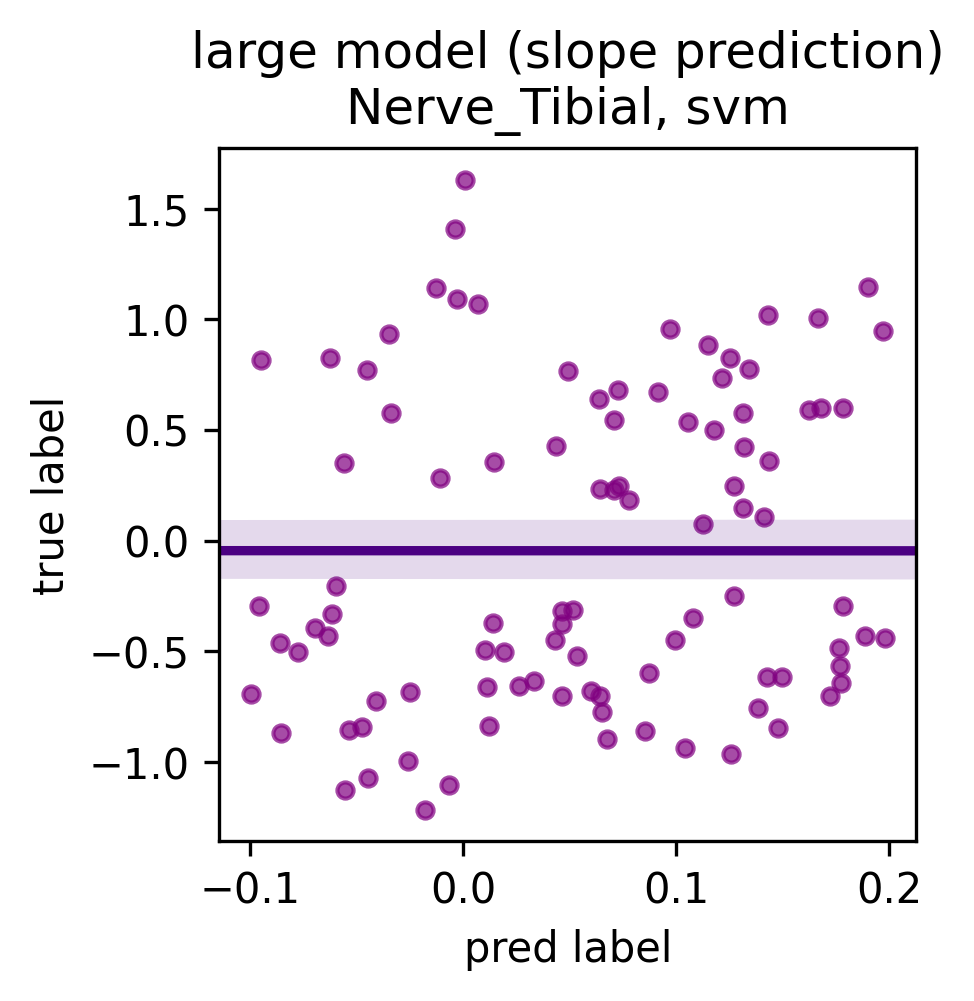 large model (slope prediction)
Nerve_Tibial, svm
1.5
1.0
0.5
0.0
−0.5
−1.0
true label
−0.1
0.0
0.1
0.2
pred label